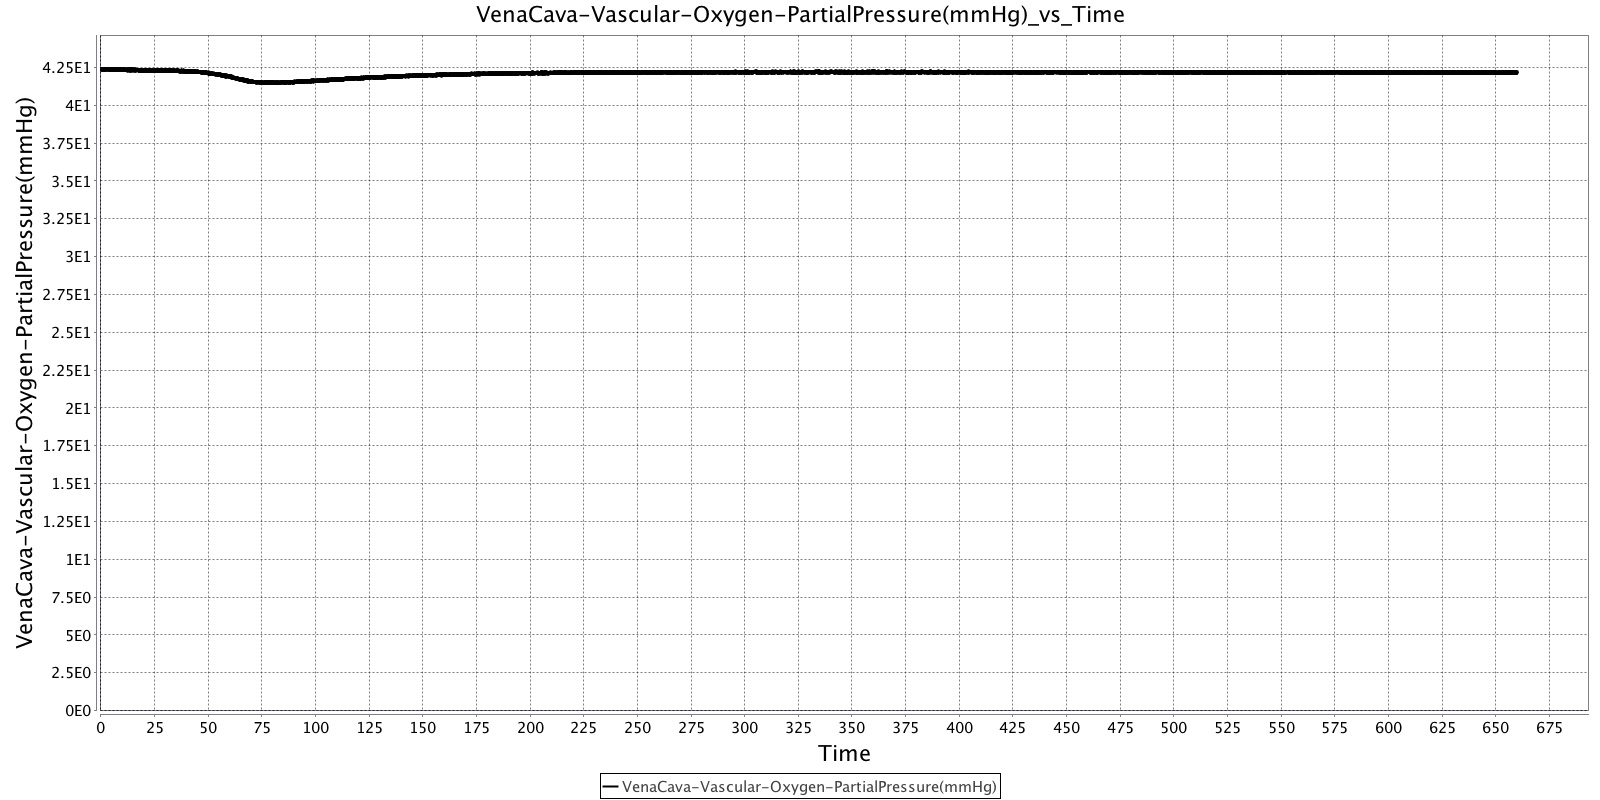 VenaCava-Vascular-Oxygen-PartialPressure(mmHg)_vs_Time
VenaCava-Vascular-Oxygen-PartialPressure(mmHg)
4.25E1
4E1
3.75E1
3.5E1
3.25E1
3E1
2.75E1
2.5E1
2.25E1
2E1
1.75E1
1.5E1
1.25E1
1E1
7.5E0
5E0
2.5E0
0E0
0 25 50 75 100 125 150 175 200 225 250 275 300 325 350 375 400 425 450 475 500 525 550 575 600 625 650 675
Time
VenaCava-Vascular-Oxygen-PartialPressure(mmHg)